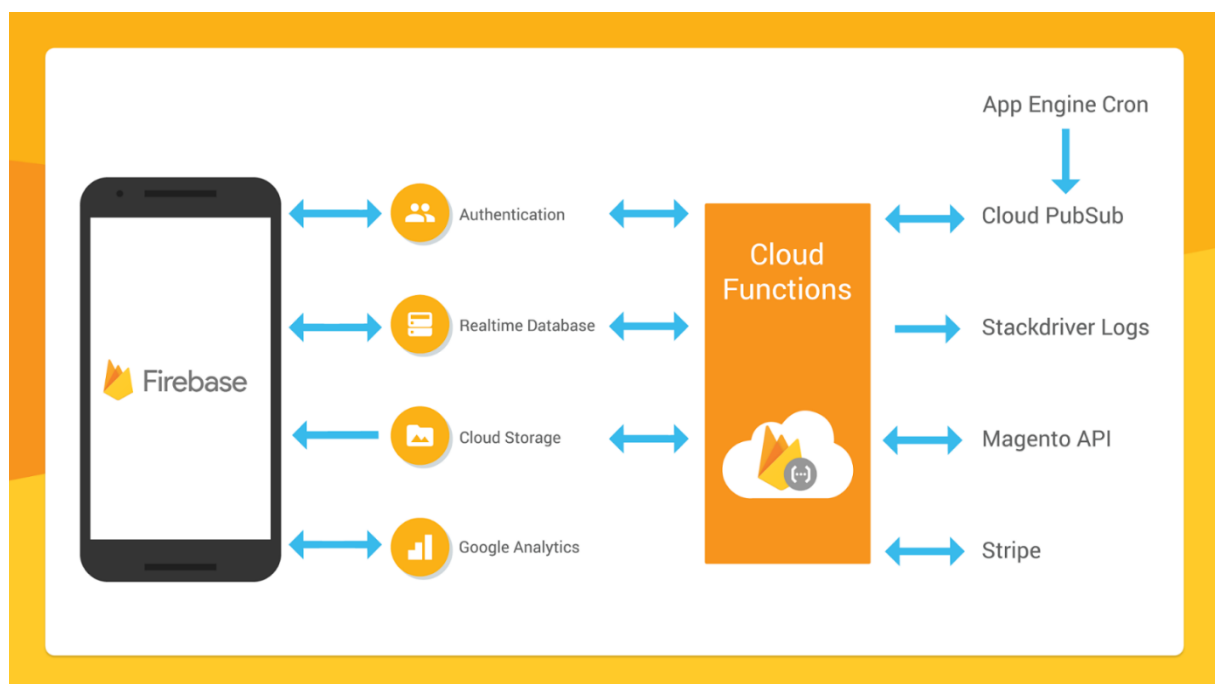 Firebase
Authentication
Realtime Database
Cloud Storage
Google Analytics
Cloud
Functions
App Engine Cron
Cloud PubSub
Stackdriver Logs
Magento API
Stripe